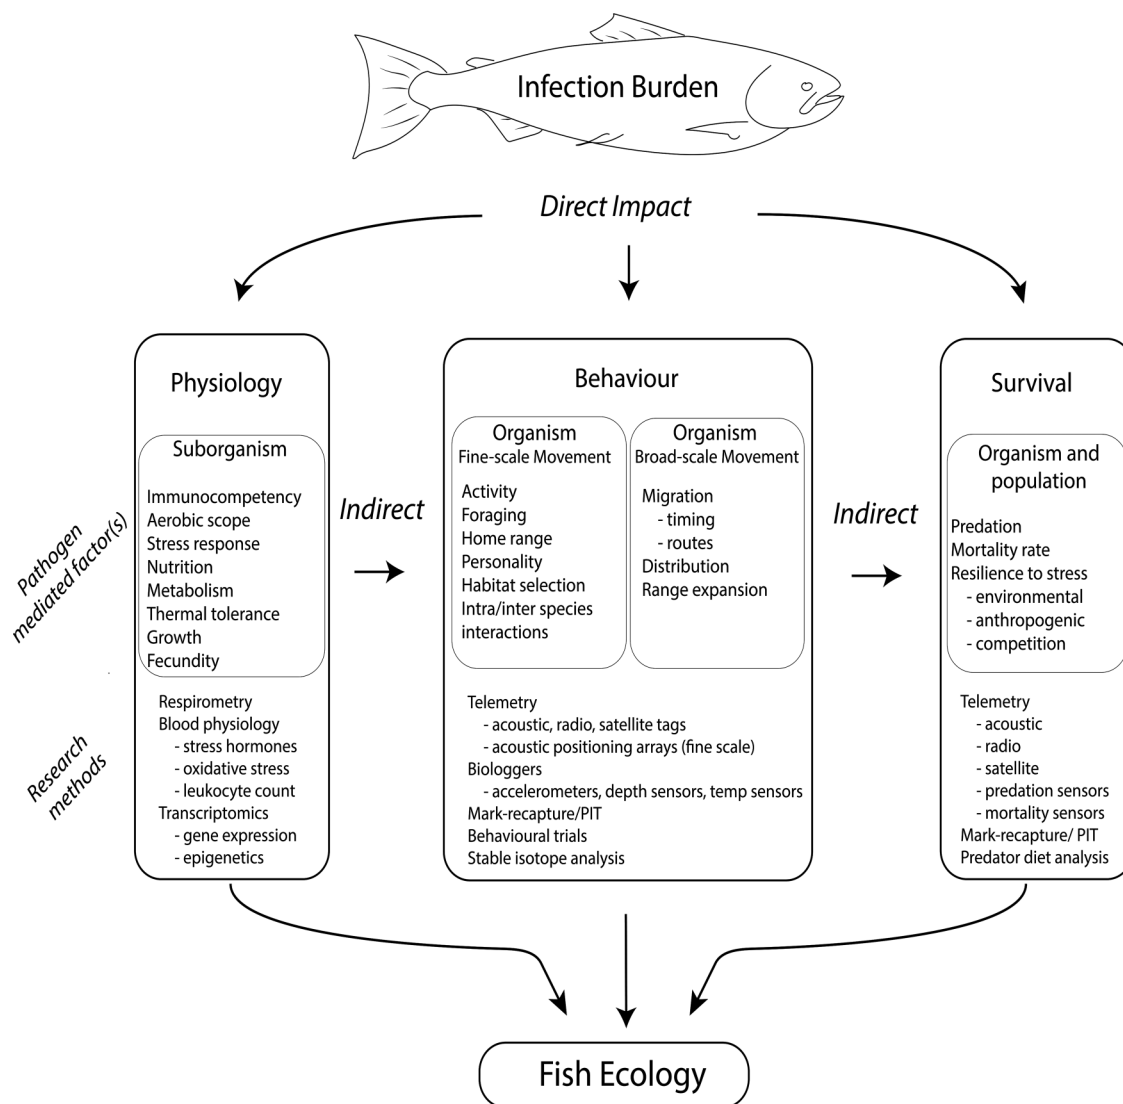 Infection Burden
Direct Impact
Physiology
Suborganism
Immunocompetency
Aerobic scope
Stress response
Nutrition
Metabolism
Thermal tolerance
Growth
Fecundity
Respirometry
Blood physiology
- stress hormones
- oxidative stress
- leukocyte count
Transcriptomics
- gene expression
- epigenetics
Indirect
Behaviour
Organism
Fine-scale Movement
Activity
Foraging
Home range
Personality
Habitat selection
Intra/inter species
interactions
Organism
Broad-scale Movement
Migration
- timing
- routes
Distribution
Range expansion
Telemetry
- acoustic, radio, satellite tags
- acoustic positioning arrays (fine scale)
Biologgers
- accelerometers, depth sensors, temp sensors
Mark-recapture/PIT
Behavioural trials
Stable isotope analysis
Indirect
Survival
Organism and
population
Predation
Mortality rate
Resilience to stress
- environmental
- anthropogenic
- competition
Telemetry
- acoustic
- radio
- satellite
- predation sensors
- mortality sensors
Mark-recapture/ PIT
Predator diet analysis
Pathogen
mediated factor(s)
Research
methods
Fish Ecology